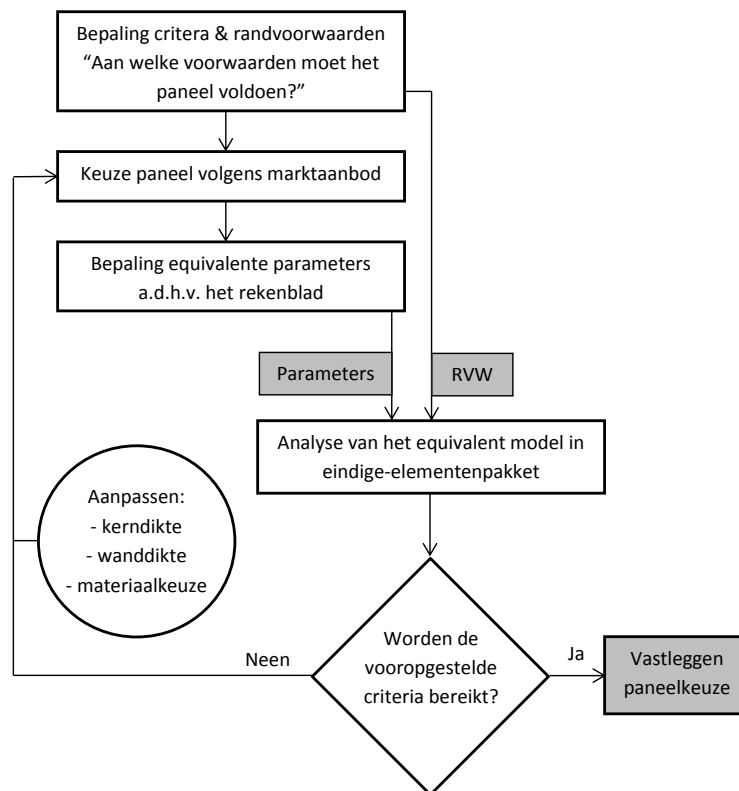 Bepaling critera & randvoorwaarden
“Aan welke voorwaarden moet het
paneel voldoen?”
Keuze paneel volgens marktaanbod
Bepaling equivalente parameters
a.d.h.v. het rekenblad
Parameters
RVW
Analyse van het equivalent model in
eindige-elementenpakket
Aanpassen:
- kerndikte
- wanddikte
- materiaalkeuze
Worden de
vooropgestelde
criteria bereikt?
Neen
Ja
Vastleggen
paneelkeuze